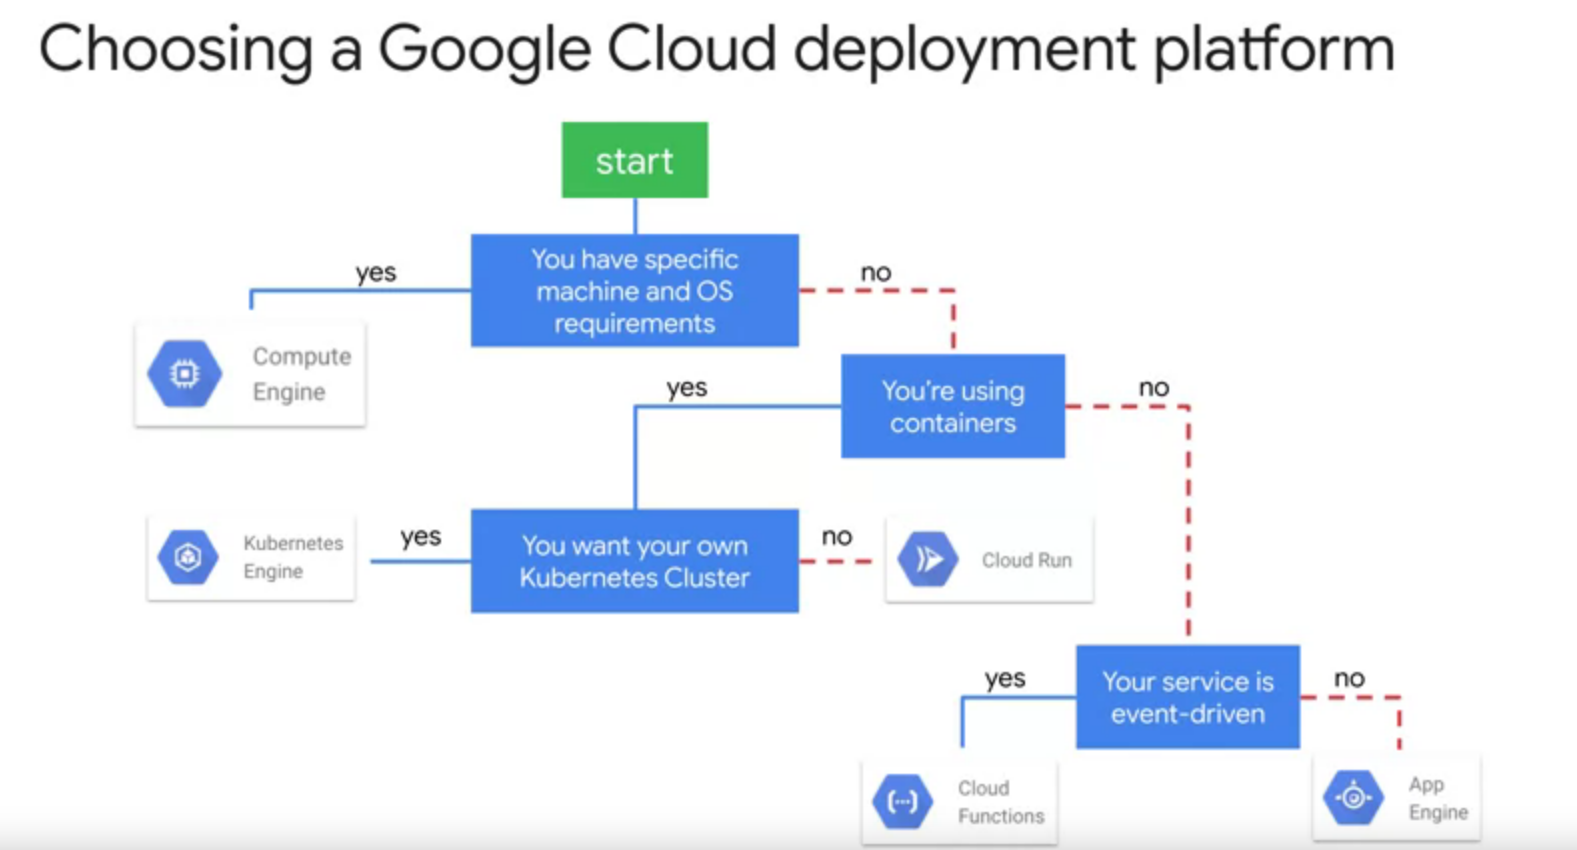 Choosing a Google Cloud deployment platform
start
You have specific
machine and OS
requirements
yes
no
Compute
Engine
You're using
containers
yes
no
You want your own
Kubernetes Cluster
yes
no
Kubernetes
Engine
Cloud Run
Your service is
event-driven
yes
no
Cloud
Functions
App
Engine